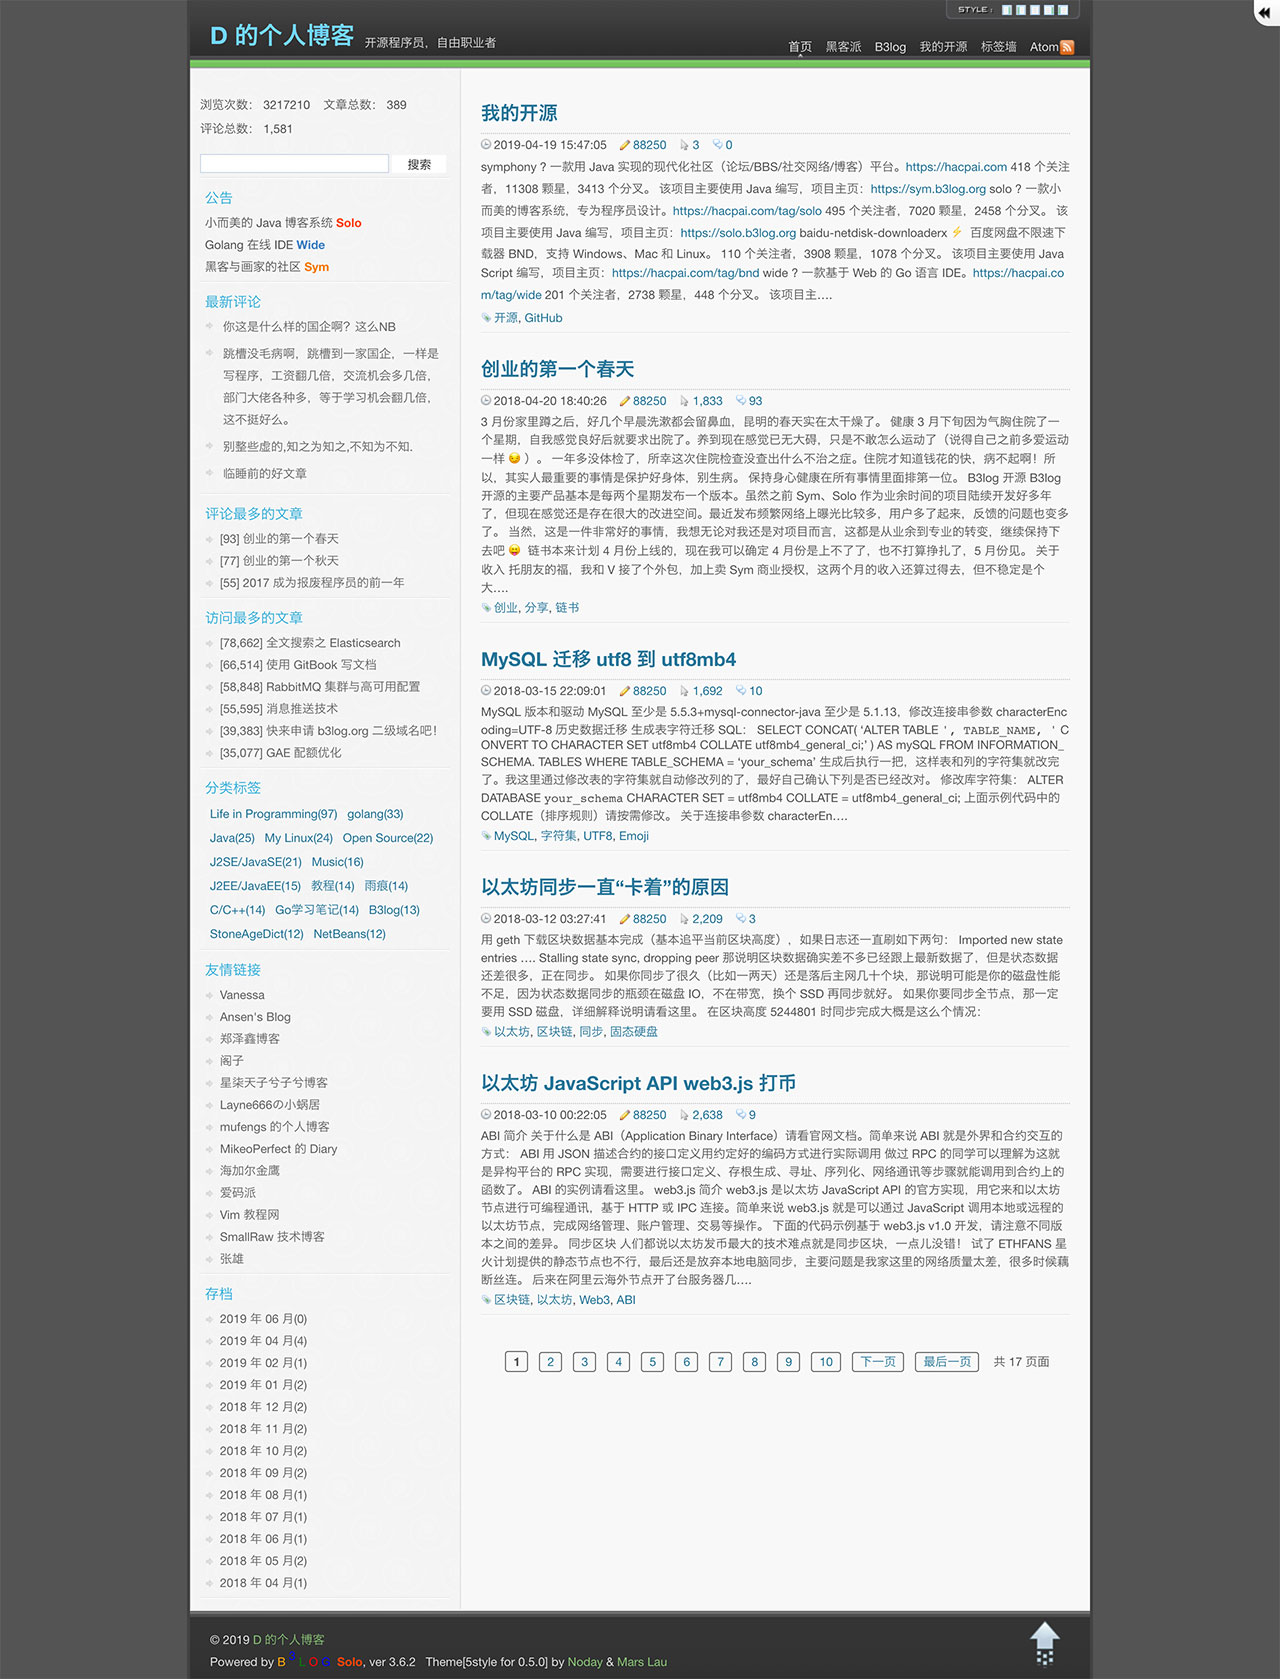 STYLE :
D 的个人博客 开源程序员，自由职业者
首页 黑客派 B3log 我的开源 标签墙 Atom
浏览次数： 3217210 文章总数： 389
评论总数： 1,581
搜索
公告
小而美的 Java 博客系统 Solo
Golang 在线 IDE Wide
黑客与画家的社区 Sym
最新评论
你这是什么样的国企啊？这么NB
跳槽没毛病啊，跳槽到一家国企，一样是
写程序，工资翻几倍，交流机会多几倍，
部门大佬各种多，等于学习机会翻几倍，
这不挺好么。
别整些虚的,知之为知之,不知为不知.
临睡前的好文章
评论最多的文章
[93] 创业的第一个春天
[77] 创业的第一个秋天
[55] 2017 成为报废程序员的前一年
访问最多的文章
[78,662] 全文搜索之 Elasticsearch
[66,514] 使用 GitBook 写文档
[58,848] RabbitMQ 集群与高可用配置
[55,595] 消息推送技术
[39,383] 快来申请 b3log.org 二级域名吧！
[35,077] GAE 配额优化
分类标签
Life in Programming(97) golang(33)
Java(25) My Linux(24) Open Source(22)
J2SE/JavaSE(21) Music(16)
J2EE/JavaEE(15) 教程(14) 雨痕(14)
C/C++(14) Go学习笔记(14) B3log(13)
StoneAgeDict(12) NetBeans(12)
友情链接
Vanessa
Ansen's Blog
郑泽鑫博客
阁子
星柒天子兮子兮博客
Layne666の小蜗居
mufengs 的个人博客
MikeoPerfect 的 Diary
海加尔金鹰
爱码派
Vim 教程网
SmallRaw 技术博客
张雄
存档
2019 年 06 月(0)
2019 年 04 月(4)
2019 年 02 月(1)
2019 年 01 月(2)
2018 年 12 月(2)
2018 年 11 月(2)
2018 年 10 月(2)
2018 年 09 月(2)
2018 年 08 月(1)
2018 年 07 月(1)
2018 年 06 月(1)
2018 年 05 月(2)
2018 年 04 月(1)
我的开源
2019-04-19 15:47:05 88250 3 0
symphony ? 一款用 Java 实现的现代化社区（论坛/BBS/社交网络/博客）平台。https://hacpai.com 418 个关注
者，11308 颗星，3413 个分叉。 该项目主要使用 Java 编写，项目主页：https://sym.b3log.org solo ? 一款小
而美的博客系统，专为程序员设计。https://hacpai.com/tag/solo 495 个关注者，7020 颗星，2458 个分叉。 该
项目主要使用 Java 编写，项目主页：https://solo.b3log.org baidu-netdisk-downloaderx ⚡ 百度网盘不限速下
载器 BND，支持 Windows、Mac 和 Linux。 110 个关注者，3908 颗星，1078 个分叉。 该项目主要使用 Java
Script 编写，项目主页：https://hacpai.com/tag/bnd wide ? 一款基于 Web 的 Go 语言 IDE。https://hacpai.co
m/tag/wide 201 个关注者，2738 颗星，448 个分叉。 该项目主....
开源, GitHub
创业的第一个春天
2018-04-20 18:40:26 88250 1,833 93
3 月份家里蹲之后，好几个早晨洗漱都会留鼻血，昆明的春天实在太干燥了。 健康 3 月下旬因为气胸住院了一
个星期，自我感觉良好后就要求出院了。养到现在感觉已无大碍，只是不敢怎么运动了（说得自己之前多爱运动
一样 😏 ）。 一年多没体检了，所幸这次住院检查没查出什么不治之症。住院才知道钱花的快，病不起啊！所
以，其实人最重要的事情是保护好身体，别生病。 保持身心健康在所有事情里面排第一位。 B3log 开源 B3log
开源的主要产品基本是每两个星期发布一个版本。虽然之前 Sym、Solo 作为业余时间的项目陆续开发好多年
了，但现在感觉还是存在很大的改进空间。最近发布频繁网络上曝光比较多，用户多了起来，反馈的问题也变多
了。 当然，这是一件非常好的事情，我想无论对我还是对项目而言，这都是从业余到专业的转变，继续保持下
去吧 😛 链书本来计划 4 月份上线的，现在我可以确定 4 月份是上不了了，也不打算挣扎了，5 月份见。 关于
收入 托朋友的福，我和 V 接了个外包，加上卖 Sym 商业授权，这两个月的收入还算过得去，但不稳定是个
大....
创业, 分享, 链书
MySQL 迁移 utf8 到 utf8mb4
2018-03-15 22:09:01 88250 1,692 10
MySQL 版本和驱动 MySQL 至少是 5.5.3+mysql-connector-java 至少是 5.1.13，修改连接串参数 characterEnc
oding=UTF-8 历史数据迁移 生成表字符迁移 SQL： SELECT CONCAT( ‘ALTER TABLE ', TABLE_NAME, ' C
ONVERT TO CHARACTER SET utf8mb4 COLLATE utf8mb4_general_ci;’ ) AS mySQL FROM INFORMATION_
SCHEMA. TABLES WHERE TABLE_SCHEMA = ‘your_schema’ 生成后执行一把，这样表和列的字符集就改完
了。我这里通过修改表的字符集就自动修改列的了，最好自己确认下列是否已经改对。 修改库字符集： ALTER
DATABASE your_schema CHARACTER SET = utf8mb4 COLLATE = utf8mb4_general_ci; 上面示例代码中的
COLLATE（排序规则）请按需修改。 关于连接串参数 characterEn....
MySQL, 字符集, UTF8, Emoji
以太坊同步一直“卡着”的原因
2018-03-12 03:27:41 88250 2,209 3
用 geth 下载区块数据基本完成（基本追平当前区块高度），如果日志还一直刷如下两句： Imported new state
entries .... Stalling state sync, dropping peer 那说明区块数据确实差不多已经跟上最新数据了，但是状态数据
还差很多，正在同步。 如果你同步了很久（比如一两天）还是落后主网几十个块，那说明可能是你的磁盘性能
不足，因为状态数据同步的瓶颈在磁盘 IO，不在带宽，换个 SSD 再同步就好。 如果你要同步全节点，那一定
要用 SSD 磁盘，详细解释说明请看这里。 在区块高度 5244801 时同步完成大概是这么个情况：
以太坊, 区块链, 同步, 固态硬盘
以太坊 JavaScript API web3.js 打币
2018-03-10 00:22:05 88250 2,638 9
ABI 简介 关于什么是 ABI（Application Binary Interface）请看官网文档。简单来说 ABI 就是外界和合约交互的
方式： ABI 用 JSON 描述合约的接口定义用约定好的编码方式进行实际调用 做过 RPC 的同学可以理解为这就
是异构平台的 RPC 实现，需要进行接口定义、存根生成、寻址、序列化、网络通讯等步骤就能调用到合约上的
函数了。 ABI 的实例请看这里。 web3.js 简介 web3.js 是以太坊 JavaScript API 的官方实现，用它来和以太坊
节点进行可编程通讯，基于 HTTP 或 IPC 连接。简单来说 web3.js 就是可以通过 JavaScript 调用本地或远程的
以太坊节点，完成网络管理、账户管理、交易等操作。 下面的代码示例基于 web3.js v1.0 开发，请注意不同版
本之间的差异。 同步区块 人们都说以太坊发币最大的技术难点就是同步区块，一点儿没错！ 试了 ETHFANS 星
火计划提供的静态节点也不行，最后还是放弃本地电脑同步，主要问题是我家这里的网络质量太差，很多时候藕
断丝连。 后来在阿里云海外节点开了台服务器几....
区块链, 以太坊, Web3, ABI
1 2 3 4 5 6 7 8 9 10 下一页 最后一页 共 17 页面
© 2019 D 的个人博客
Powered by B3LOG Solo, ver 3.6.2 Theme[5style for 0.5.0] by Noday & Mars Lau